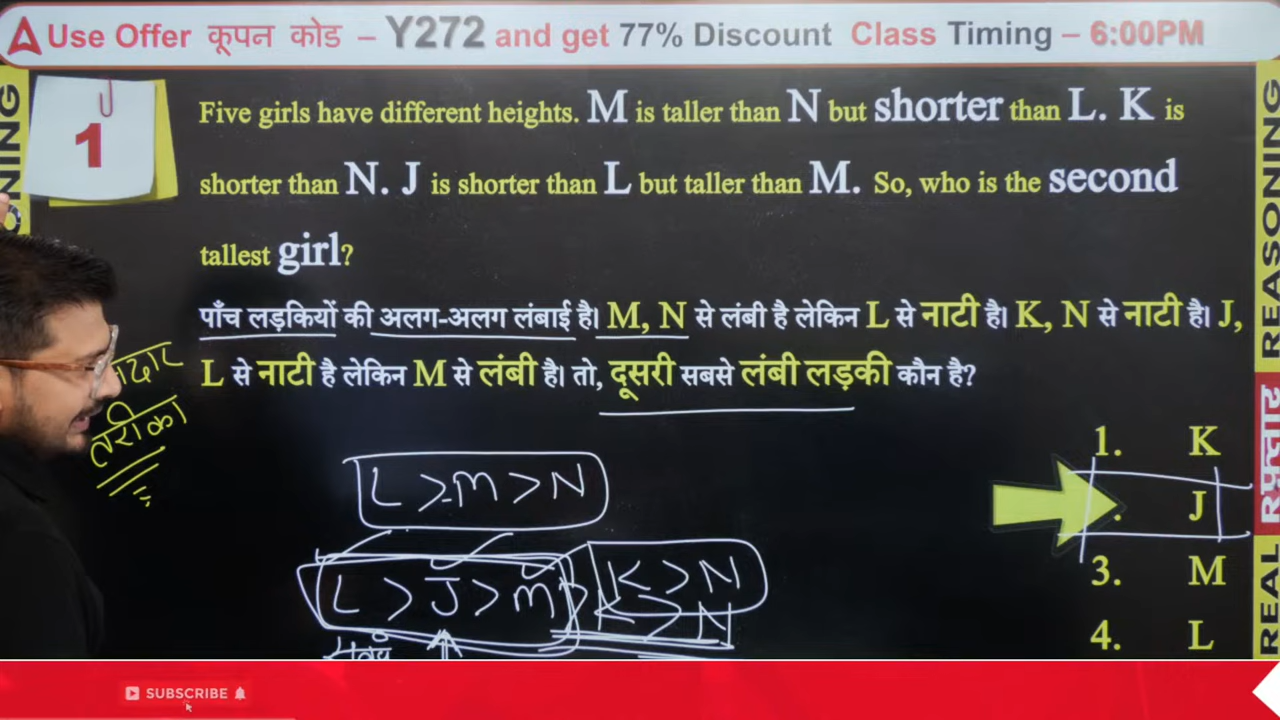 Use Offer कूपन कोड – Y272 and get 77% Discount Class Timing – 6:00PM
1
Five girls have different heights. M is taller than N but shorter than L. K is
shorter than N. J is shorter than L but taller than M. So, who is the second
tallest girl?
पाँच लड़कियों की अलग-अलग लंबाई है। M, N से लंबी है लेकिन L से नाटी है। K, N से नाटी है। J,
L से नाटी है लेकिन M से लंबी है। तो, दूसरी सबसे लंबी लड़की कौन है?
तरीका
1. K
. J
3. M
4. L
L > M > N
L > J > M > K > N
K > N
REAL रफ़्तार REASONING
SUBSCRIBE